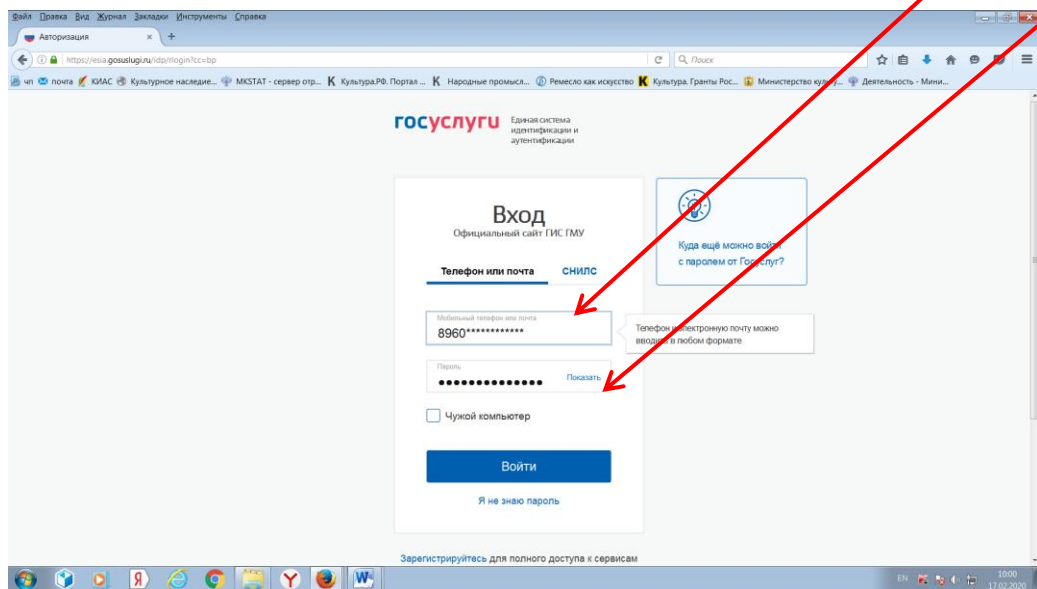 Файл Правка Вид Журнал Закладки Инструменты Справка
Авторизация × +
https://esia.gosuslugi.ru/idp/rlogin?cc=bp
Поиск
чп почта КИАС Культурное наследие... MKSTAT - сервер отр... Культура.РФ. Портал ... Народные промысл... Ремесло как искусство Культура. Гранты Рос... Министерство культу... Деятельность - Мини...
госуслуги
Единая система
идентификации и
аутентификации
Вход
Официальный сайт ГИС ГМУ
Телефон или почта СНИЛС
Мобильный телефон или почта
8960************
Пароль
●●●●●●●●●●●●●● Показать
Чужой компьютер
Войти
Я не знаю пароль
Куда ещё можно войти
с паролем от Госуслуг?
Телефон и электронную почту можно
вводить в любом формате
Зарегистрируйтесь для полного доступа к сервисам
EN 10:00
17.02.2020